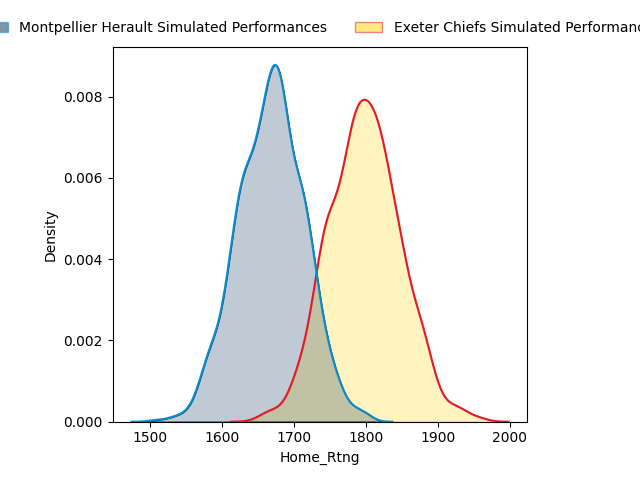 Montpellier Herault Simulated Performances
Exeter Chiefs Simulated
0.008
0.006
0.004
0.002
0.000
Density
1500 1600 1700 1800 1900 2000
Home_Rtng